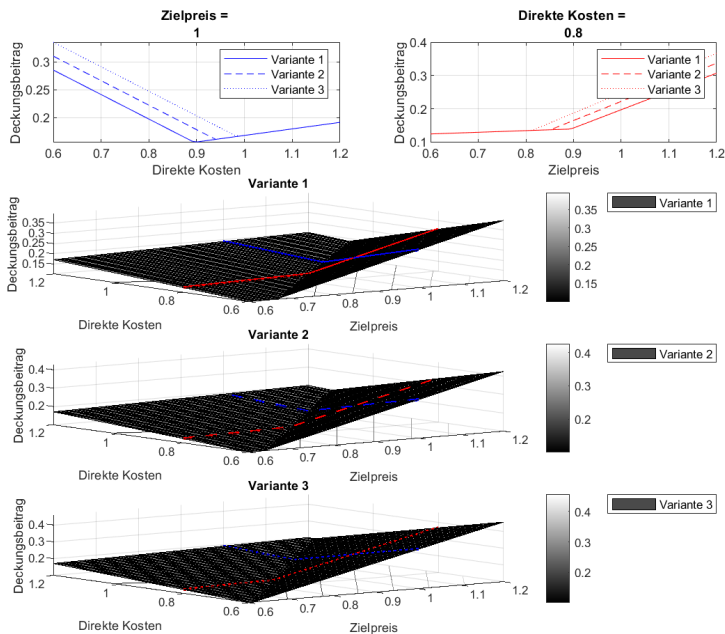 Zielpreis =
1
Deckungsbeitrag
0.3
0.25
0.2
0.6 0.7 0.8 0.9 1 1.1 1.2
Direkte Kosten
Variante 1
Variante 2
Variante 3
Direkte Kosten =
0.8
Deckungsbeitrag
0.4
0.3
0.2
0.1
0.6 0.7 0.8 0.9 1 1.1 1.2
Zielpreis
Variante 1
Variante 2
Variante 3
Variante 1
Deckungsbeitrag
0.35
0.3
0.25
0.2
0.15
1.2 1 0.8 0.6
Direkte Kosten
0.6 0.7 0.8 0.9 1 1.1 1.2
Zielpreis
0.35
0.3
0.25
0.2
0.15
Variante 1
Variante 2
Deckungsbeitrag
0.4
0.3
0.2
1.2 1 0.8 0.6
Direkte Kosten
0.6 0.7 0.8 0.9 1 1.1 1.2
Zielpreis
0.4
0.3
0.2
Variante 2
Variante 3
Deckungsbeitrag
0.4
0.3
0.2
1.2 1 0.8 0.6
Direkte Kosten
0.6 0.7 0.8 0.9 1 1.1 1.2
Zielpreis
0.4
0.3
0.2
Variante 3